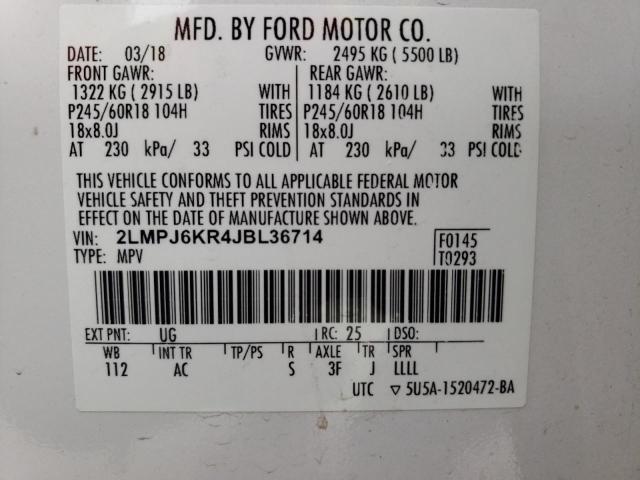 MFD. BY FORD MOTOR CO.
DATE: 03/18 GVWR: 2495 KG ( 5500 LB)
FRONT GAWR: REAR GAWR:
1322 KG ( 2915 LB) WITH 1184 KG ( 2610 LB) WITH
P245/60R18 104H TIRES P245/60R18 104H TIRES
18x8.0J RIMS 18x8.0J RIMS
AT 230 kPa/ 33 PSI COLD AT 230 kPa/ 33 PSI COLD
THIS VEHICLE CONFORMS TO ALL APPLICABLE FEDERAL MOTOR
VEHICLE SAFETY AND THEFT PREVENTION STANDARDS IN
EFFECT ON THE DATE OF MANUFACTURE SHOWN ABOVE.
VIN: 2LMPJ6KR4JBL36714 F0145
TYPE: MPV T0293
EXT PNT: UG RC: 25 DSO:
WB INT TR TP/PS R AXLE TR SPR
112 AC S 3F J LLLL
UTC ▽ 5U5A-1520472-BA